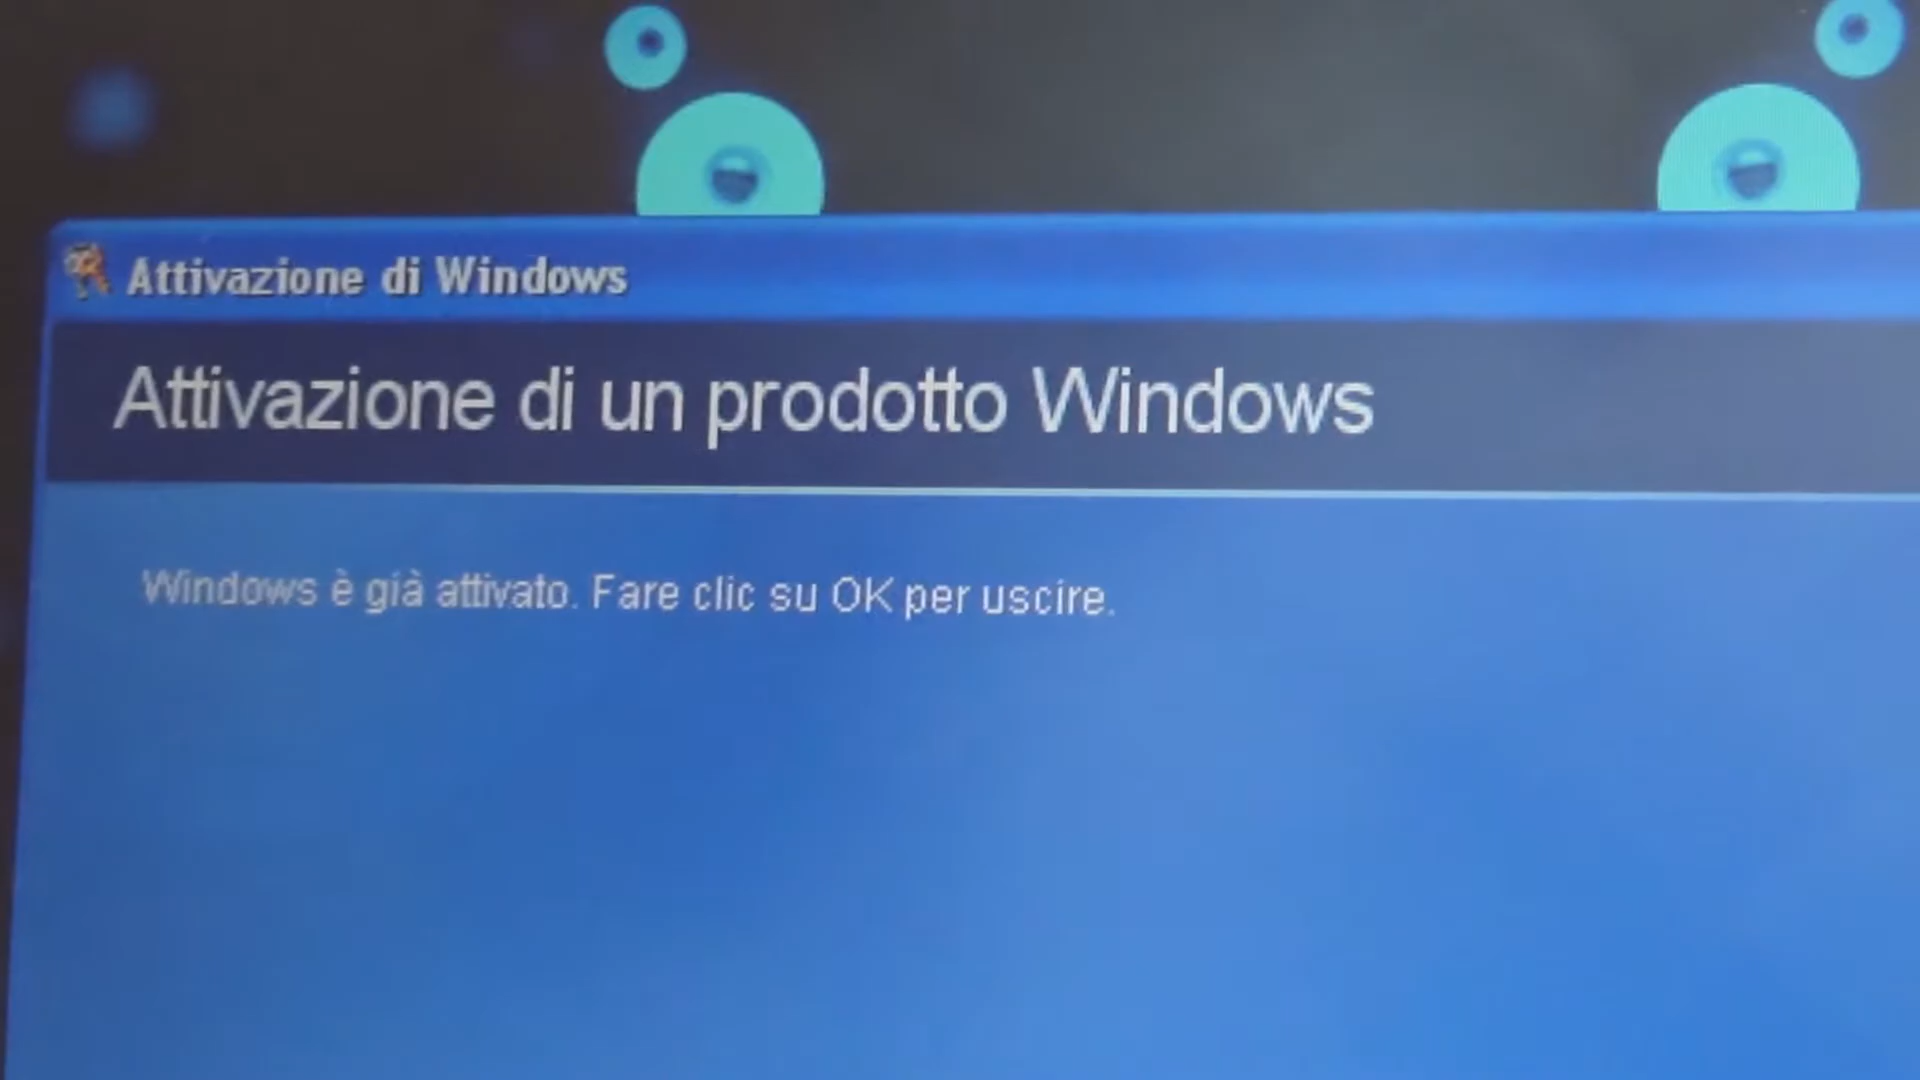 Attivazione di Windows
Attivazione di un prodotto Windows
Windows è già attivato. Fare clic su OK per uscire.